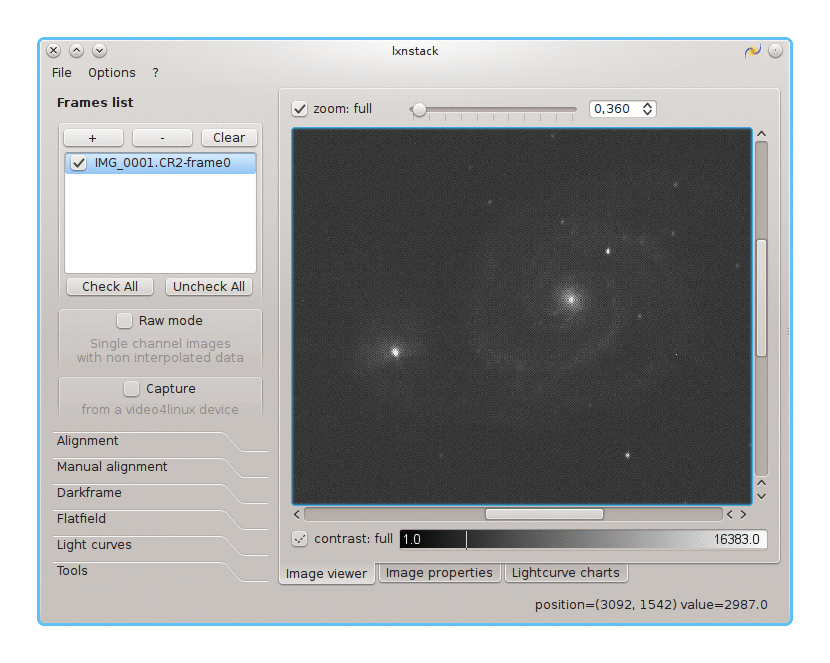 lxnstack
File Options ?
Frames list
+ - Clear
IMG_0001.CR2-frame0
Check All Uncheck All
Raw mode
Single channel images
with non interpolated data
Capture
from a video4linux device
Alignment
Manual alignment
Darkframe
Flatfield
Light curves
Tools
zoom: full 0,360
contrast: full 1.0 16383.0
Image viewer Image properties Lightcurve charts
position=(3092, 1542) value=2987.0